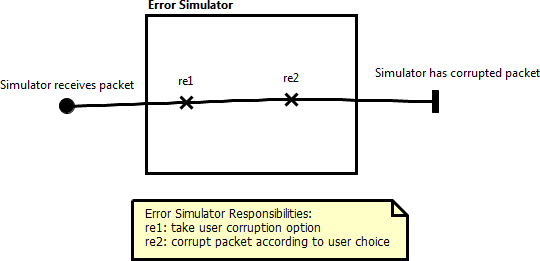 Error Simulator
Simulator receives packet
re1
re2
Simulator has corrupted packet
Error Simulator Responsibilities:
re1: take user corruption option
re2: corrupt packet according to user choice